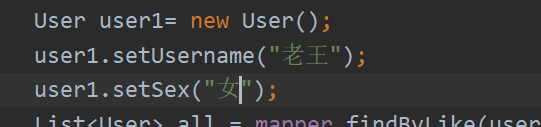 User user1= new User();
user1.setUsername("老王");
user1.setSex("女");
List<User> all = mapper.findByLike(user